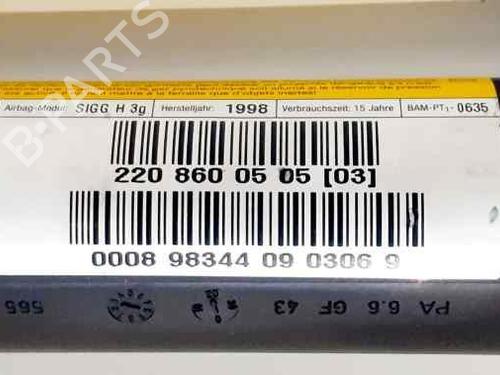 Airbag-Modul: SIGG H 3g Herstelljahr: 1998 Verbrauchszeit: 15 Jahre BAM-PT1-0635
220 860 05 05 [03]
0008 98344 09 0306 9
565 PA 6.6 GF 43
B-PARTS